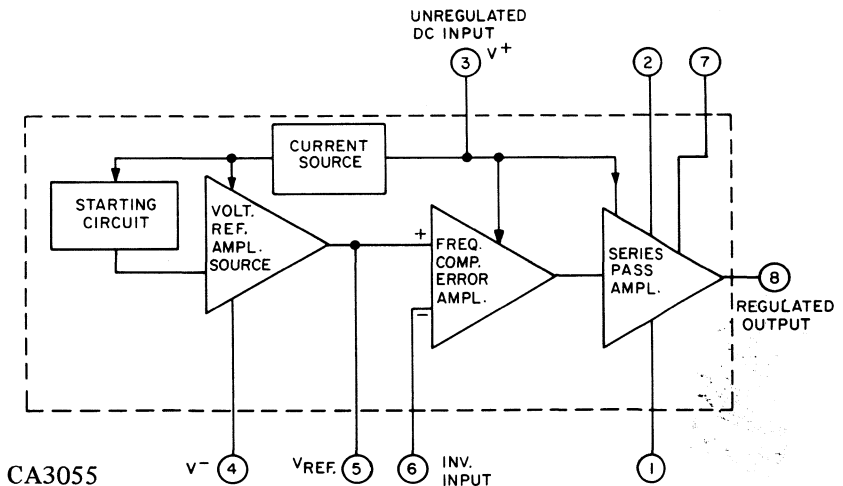 UNREGULATED
DC INPUT
V+
3
2
7
CURRENT
SOURCE
STARTING
CIRCUIT
VOLT.
REF.
AMPL.
SOURCE
+
FREQ.
COMP.
ERROR
AMPL.
−
SERIES
PASS
AMPL.
8
REGULATED
OUTPUT
V− 4
VREF. 5
6 INV.
INPUT
1
CA3055